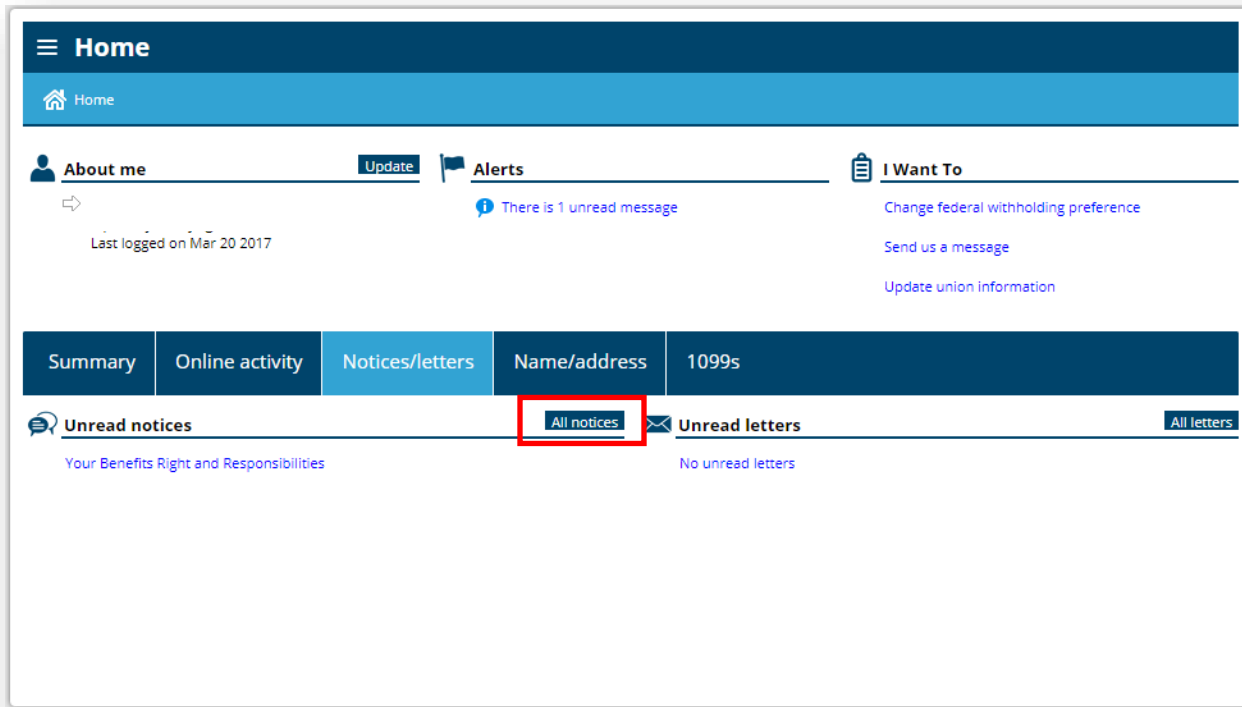 Home
Home
About me
Update
Last logged on Mar 20 2017
Alerts
There is 1 unread message
I Want To
Change federal withholding preference
Send us a message
Update union information
Summary
Online activity
Notices/letters
Name/address
1099s
Unread notices
All notices
Your Benefits Right and Responsibilities
Unread letters
All letters
No unread letters